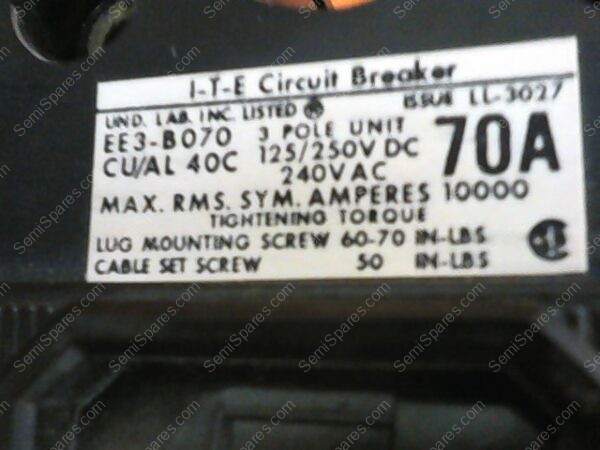 I-T-E Circuit Breaker
UND. LAB. INC. LISTED ISSUE LL-3027
EE3-B070 3 POLE UNIT 70A
CU/AL 40C 125/250V DC
240V AC
MAX. RMS. SYM. AMPERES 10000
TIGHTENING TORQUE
LUG MOUNTING SCREW 60-70 IN-LBS
CABLE SET SCREW 50 IN-LBS
SemiSpares.com